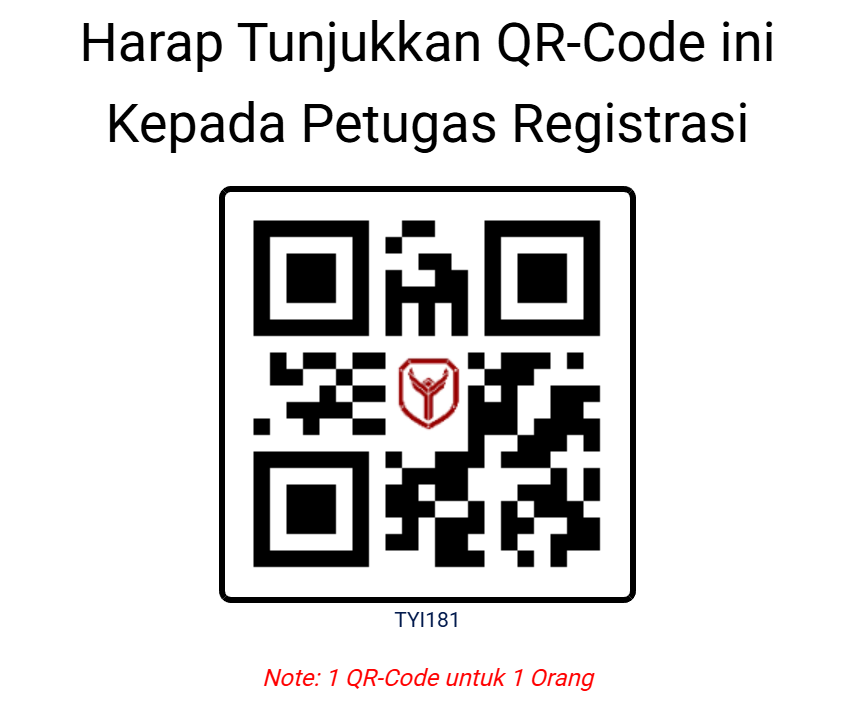 Harap Tunjukkan QR-Code ini
Kepada Petugas Registrasi
TYI181
Note: 1 QR-Code untuk 1 Orang